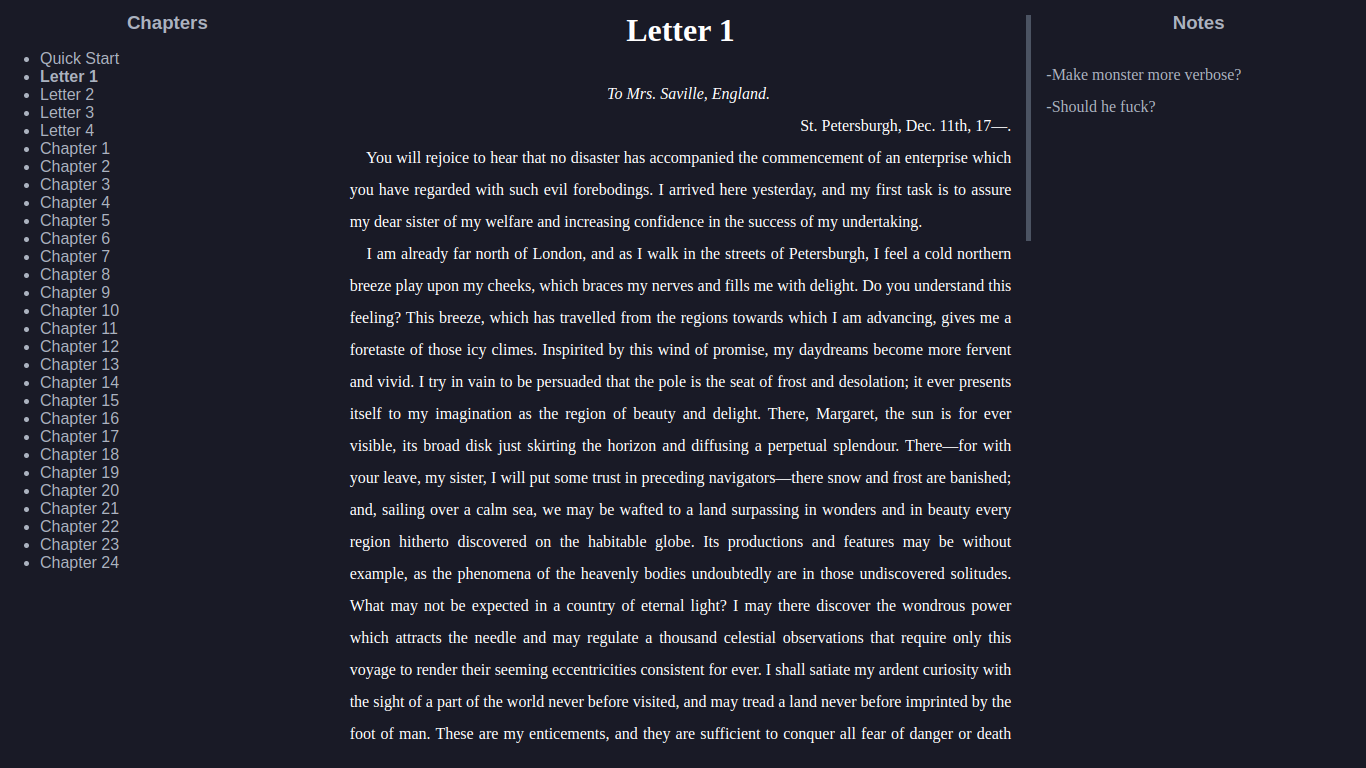 Chapters
Quick Start
Letter 1
Letter 2
Letter 3
Letter 4
Chapter 1
Chapter 2
Chapter 3
Chapter 4
Chapter 5
Chapter 6
Chapter 7
Chapter 8
Chapter 9
Chapter 10
Chapter 11
Chapter 12
Chapter 13
Chapter 14
Chapter 15
Chapter 16
Chapter 17
Chapter 18
Chapter 19
Chapter 20
Chapter 21
Chapter 22
Chapter 23
Chapter 24
Letter 1
To Mrs. Saville, England.
St. Petersburgh, Dec. 11th, 17—.
You will rejoice to hear that no disaster has accompanied the commencement of an enterprise which
you have regarded with such evil forebodings. I arrived here yesterday, and my first task is to assure
my dear sister of my welfare and increasing confidence in the success of my undertaking.
I am already far north of London, and as I walk in the streets of Petersburgh, I feel a cold northern
breeze play upon my cheeks, which braces my nerves and fills me with delight. Do you understand this
feeling? This breeze, which has travelled from the regions towards which I am advancing, gives me a
foretaste of those icy climes. Inspirited by this wind of promise, my daydreams become more fervent
and vivid. I try in vain to be persuaded that the pole is the seat of frost and desolation; it ever presents
itself to my imagination as the region of beauty and delight. There, Margaret, the sun is for ever
visible, its broad disk just skirting the horizon and diffusing a perpetual splendour. There—for with
your leave, my sister, I will put some trust in preceding navigators—there snow and frost are banished;
and, sailing over a calm sea, we may be wafted to a land surpassing in wonders and in beauty every
region hitherto discovered on the habitable globe. Its productions and features may be without
example, as the phenomena of the heavenly bodies undoubtedly are in those undiscovered solitudes.
What may not be expected in a country of eternal light? I may there discover the wondrous power
which attracts the needle and may regulate a thousand celestial observations that require only this
voyage to render their seeming eccentricities consistent for ever. I shall satiate my ardent curiosity with
the sight of a part of the world never before visited, and may tread a land never before imprinted by the
foot of man. These are my enticements, and they are sufficient to conquer all fear of danger or death
Notes
-Make monster more verbose?
-Should he fuck?